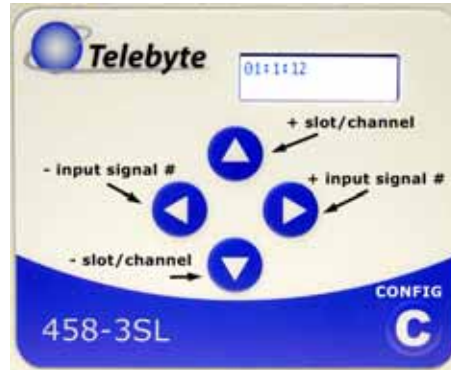 Telebyte
01:1:12
+ slot/channel
- input signal #
+ input signal #
- slot/channel
CONFIG
C
458-3SL